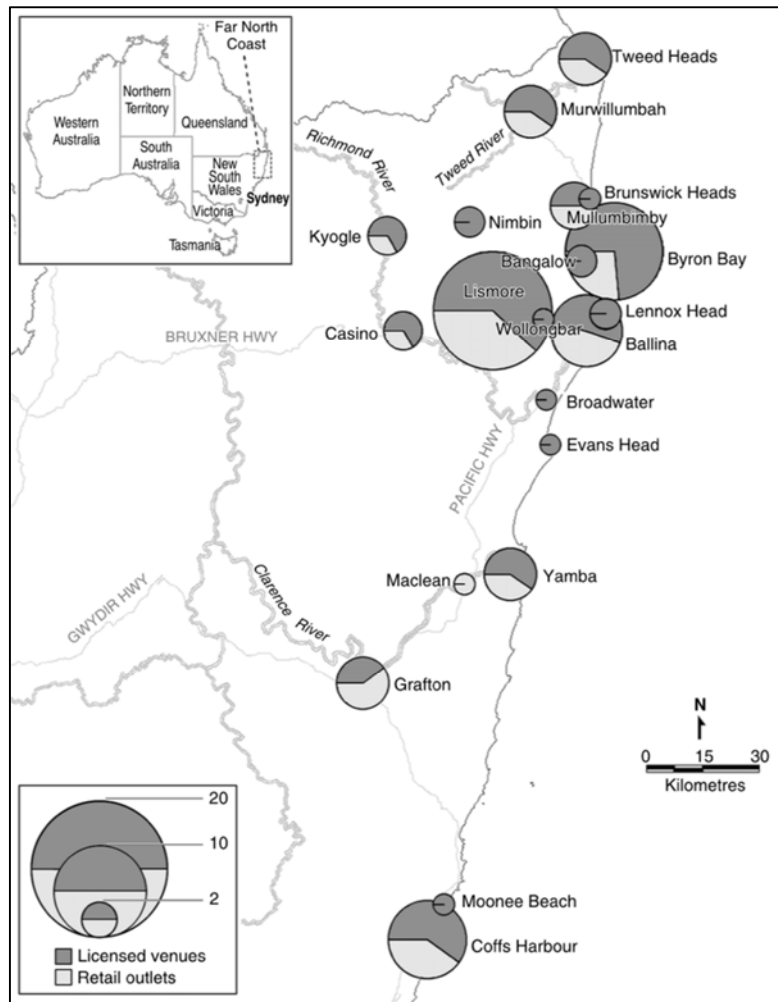 Far North
Coast
Northern
Territory
Western
Australia
Queensland
South
Australia
New
South
Wales
Sydney
Victoria
Tasmania
Tweed Heads
Murwillumbah
Richmond
River
Tweed River
Brunswick Heads
Mullumbimby
Nimbin
Kyogle
Bangalow
Byron Bay
Lismore
Lennox Head
Wollongbar
Casino
Ballina
BRUXNER HWY
Broadwater
PACIFIC HWY
Evans Head
Maclean
Yamba
Clarence
River
GWYDIR HWY
Grafton
N
0 15 30
Kilometres
20
10
2
Licensed venues
Retail outlets
Moonee Beach
Coffs Harbour